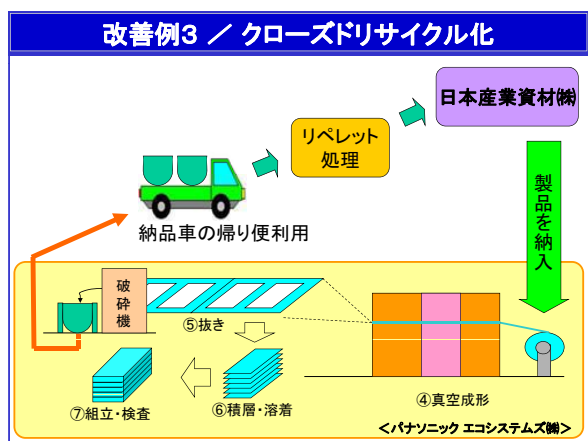 改善例3 ／ クローズドリサイクル化
日本産業資材㈱
リペレット
処理
製品を納入
納品車の帰り便利用
破砕機
⑤抜き
④真空成形
⑥積層・溶着
⑦組立・検査
＜パナソニック エコシステムズ㈱＞